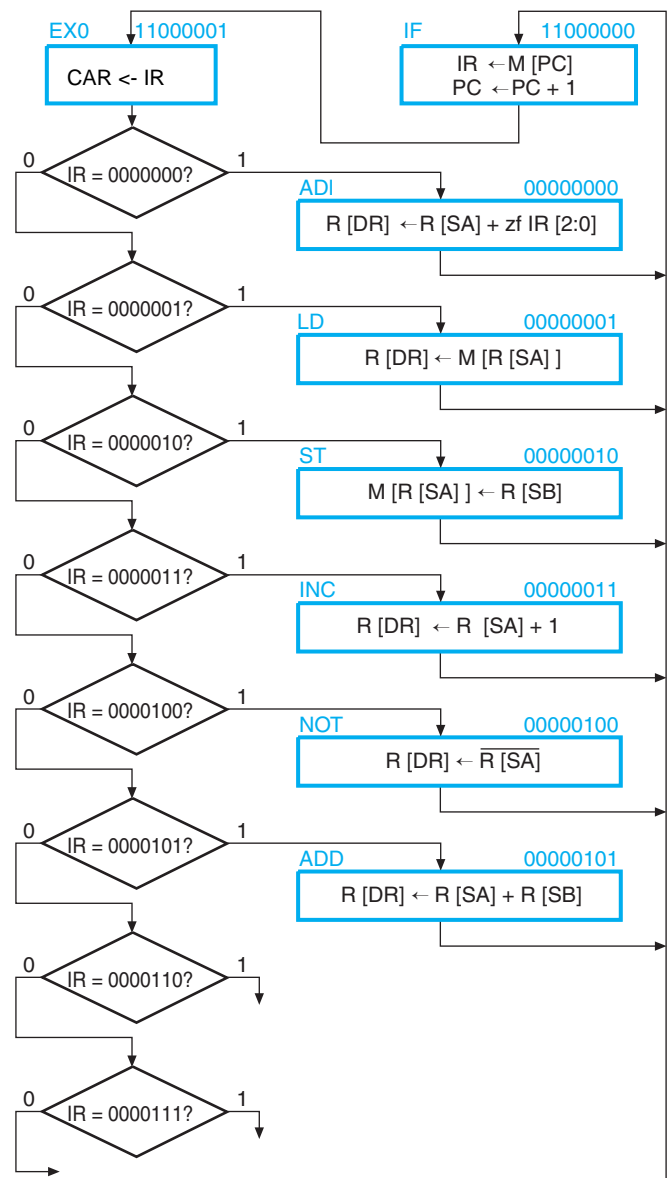 EX0 11000001
CAR <- IR
IF 11000000
IR ←M [PC]
PC ←PC + 1
0 IR = 0000000? 1
ADI 00000000
R [DR] ←R [SA] + zf IR [2:0]
0 IR = 0000001? 1
LD 00000001
R [DR] ← M [R [SA] ]
0 IR = 0000010? 1
ST 00000010
M [R [SA] ] ← R [SB]
0 IR = 0000011? 1
INC 00000011
R [DR] ← R [SA] + 1
0 IR = 0000100? 1
NOT 00000100
R [DR] ← R̅ ̅[̅S̅A̅]̅
0 IR = 0000101? 1
ADD 00000101
R [DR] ← R [SA] + R [SB]
0 IR = 0000110? 1
0 IR = 0000111? 1